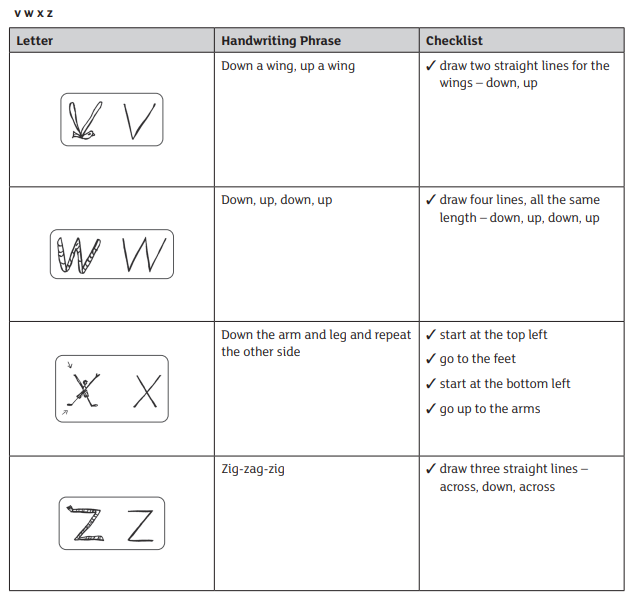 v w x z
Letter
Handwriting Phrase
Checklist
V
Down a wing, up a wing
✓ draw two straight lines for the
wings – down, up
W
Down, up, down, up
✓ draw four lines, all the same
length – down, up, down, up
X
Down the arm and leg and repeat
the other side
✓ start at the top left
✓ go to the feet
✓ start at the bottom left
✓ go up to the arms
Z
Zig-zag-zig
✓ draw three straight lines –
across, down, across